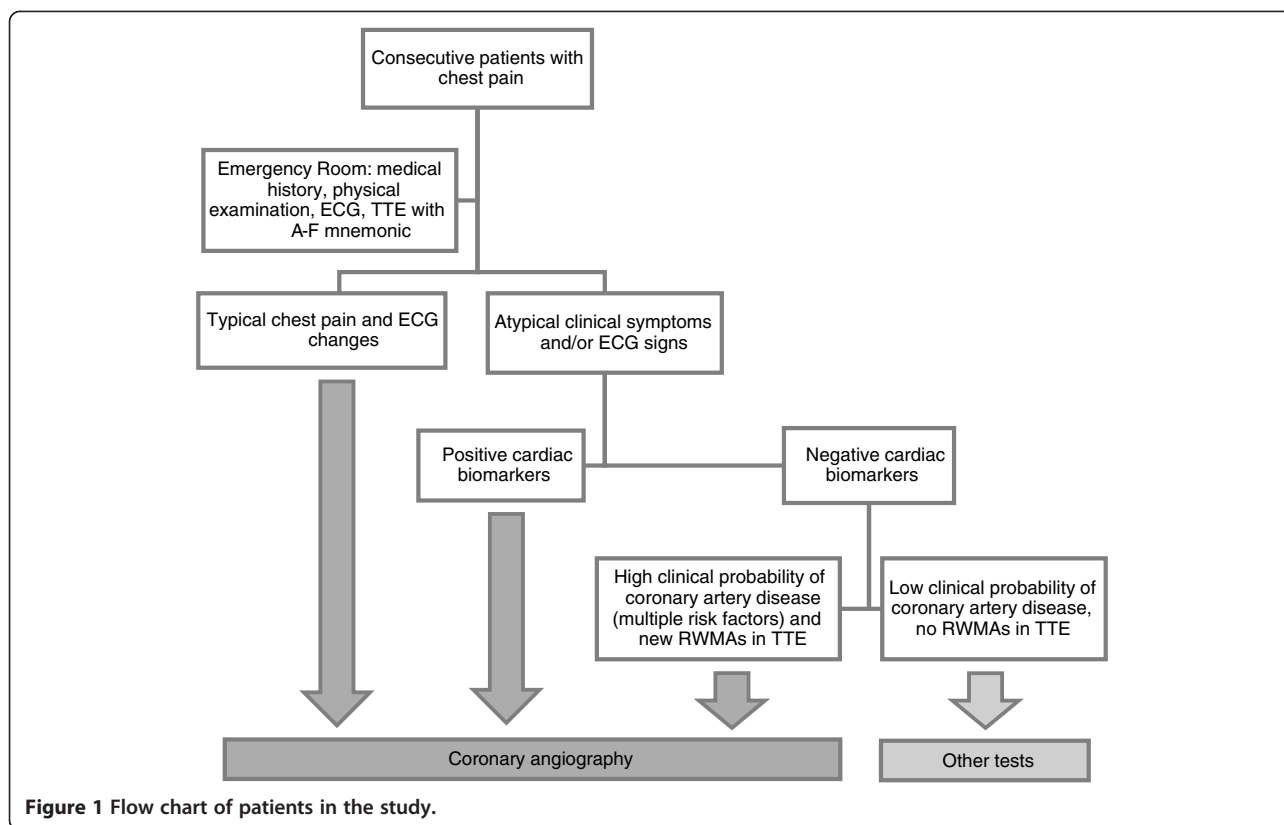 Consecutive patients with
chest pain
Emergency Room: medical
history, physical
examination, ECG, TTE with
A-F mnemonic
Typical chest pain and ECG
changes
Atypical clinical symptoms
and/or ECG signs
Positive cardiac
biomarkers
Negative cardiac
biomarkers
High clinical probability of
coronary artery disease
(multiple risk factors) and
new RWMAs in TTE
Low clinical probability of
coronary artery disease,
no RWMAs in TTE
Coronary angiography
Other tests
Figure 1 Flow chart of patients in the study.